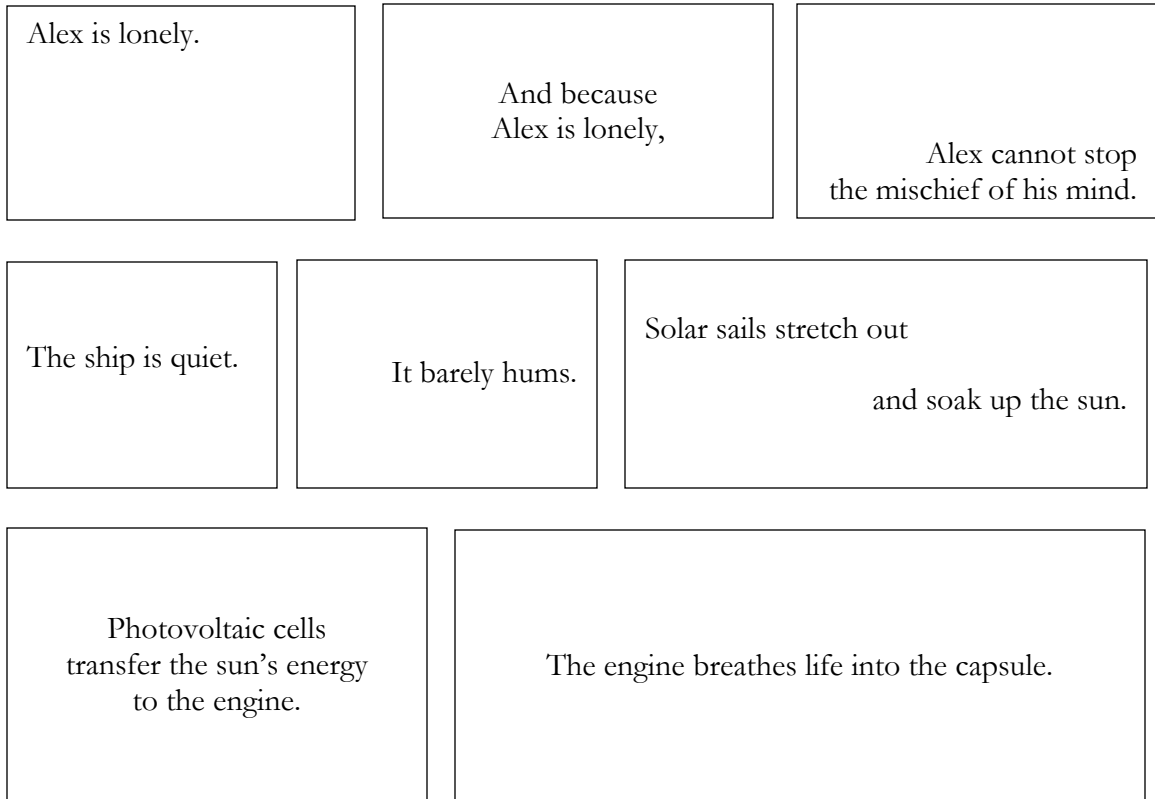 Alex is lonely.
And because
Alex is lonely,
Alex cannot stop
the mischief of his mind.
The ship is quiet.
It barely hums.
Solar sails stretch out
and soak up the sun.
Photovoltaic cells
transfer the sun’s energy
to the engine.
The engine breathes life into the capsule.